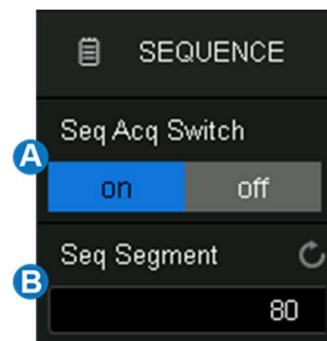 SEQUENCE
Seq Acq Switch
A
on off
Seq Segment
B
80